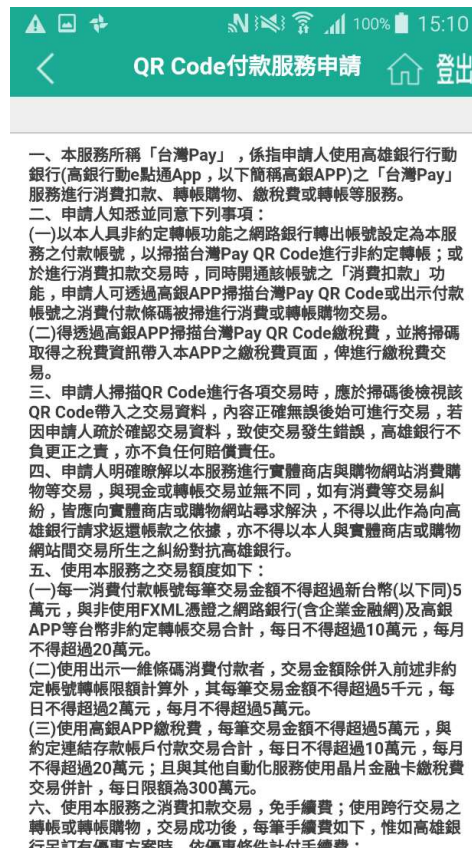 100% 15:10
QR Code付款服務申請 登出
一、本服務所稱「台灣Pay」，係指申請人使用高雄銀行行動
銀行(高銀行動e點通App，以下簡稱高銀APP)之「台灣Pay」
服務進行消費扣款、轉帳購物、繳稅費或轉帳等服務。
二、申請人知悉並同意下列事項：
(一)以本人具非約定轉帳功能之網路銀行轉出帳號設定為本服
務之付款帳號，以掃描台灣Pay QR Code進行非約定轉帳；或
於進行消費扣款交易時，同時開通該帳號之「消費扣款」功
能，申請人可透過高銀APP掃描台灣Pay QR Code或出示付款
帳號之消費付款條碼被掃進行消費或轉帳購物交易。
(二)得透過高銀APP掃描台灣Pay QR Code繳稅費，並將掃碼
取得之稅費資訊帶入本APP之繳稅費頁面，俾進行繳稅費交
易。
三、申請人掃描QR Code進行各項交易時，應於掃碼後檢視該
QR Code帶入之交易資料，內容正確無誤後始可進行交易，若
因申請人疏於確認交易資料，致使交易發生錯誤，高雄銀行不
負更正之責，亦不負任何賠償責任。
四、申請人明確瞭解以本服務進行實體商店與購物網站消費購
物等交易，與現金或轉帳交易並無不同，如有消費等交易糾
紛，皆應向實體商店或購物網站尋求解決，不得以此作為向高
雄銀行請求返還帳款之依據，亦不得以本人與實體商店或購物
網站間交易所生之糾紛對抗高雄銀行。
五、使用本服務之交易額度如下：
(一)每一消費付款帳號每筆交易金額不得超過新台幣(以下同)5
萬元，與非使用FXML憑證之網路銀行(含企業金融網)及高銀
APP等台幣非約定轉帳交易合計，每日不得超過10萬元，每月
不得超過20萬元。
(二)使用出示一維條碼消費付款者，交易金額除併入前述非約
定帳號轉帳限額計算外，其每筆交易金額不得超過5千元，每
日不得超過2萬元，每月不得超過5萬元。
(三)使用高銀APP繳稅費，每筆交易金額不得超過5萬元，與
約定連結存款帳戶付款交易合計，每日不得超過10萬元，每月
不得超過20萬元；且與其他自動化服務使用晶片金融卡繳稅費
交易併計，每日限額為300萬元。
六、使用本服務之消費扣款交易，免手續費；使用跨行交易之
轉帳或轉帳購物，交易成功後，每筆手續費如下，惟如高雄銀
行另訂有優惠方案時，依優惠條件計付手續費：